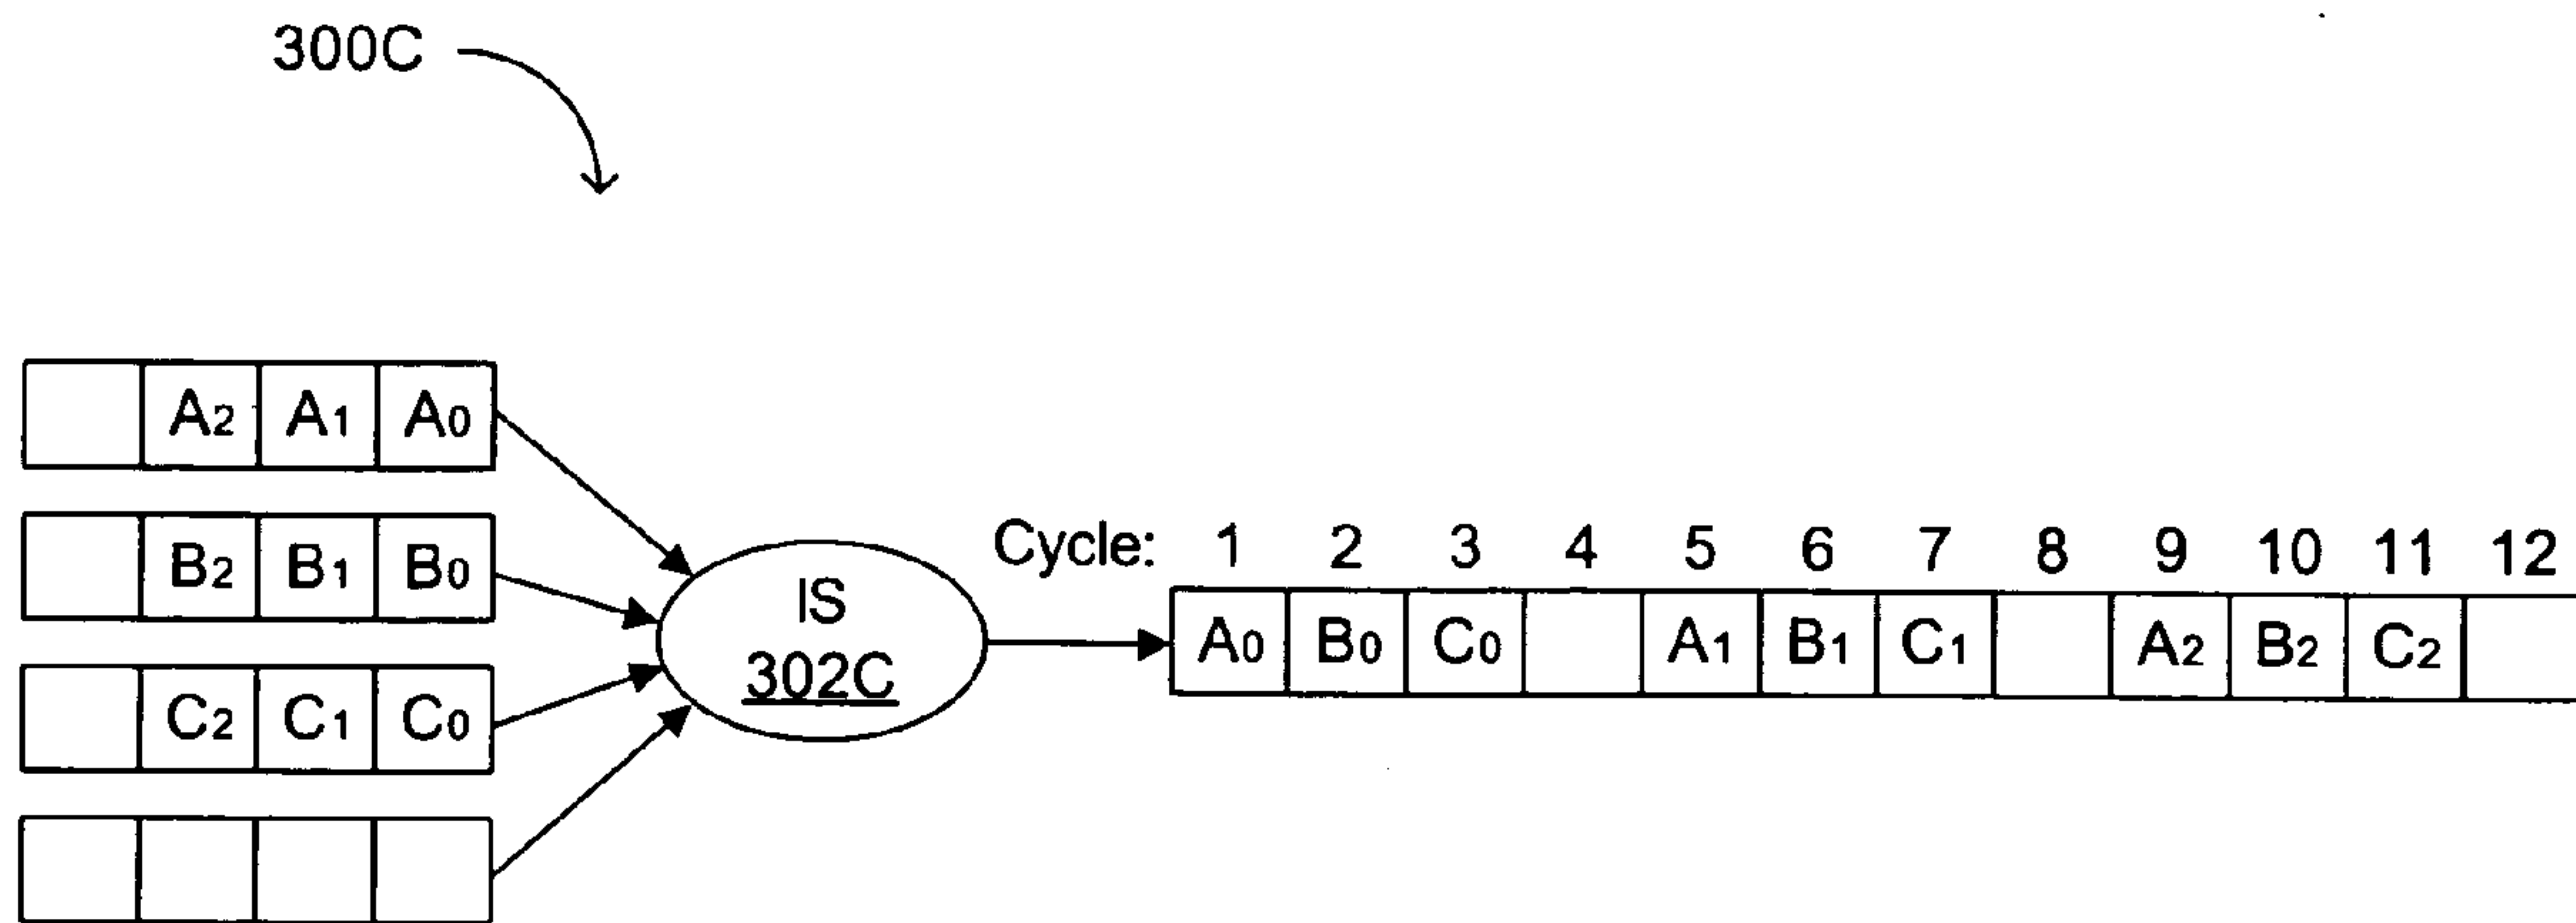 300C
A2 A1 A0
B2 B1 B0
C2 C1 C0
IS
302C
Cycle: 1 2 3 4 5 6 7 8 9 10 11 12
A0 B0 C0 A1 B1 C1 A2 B2 C2